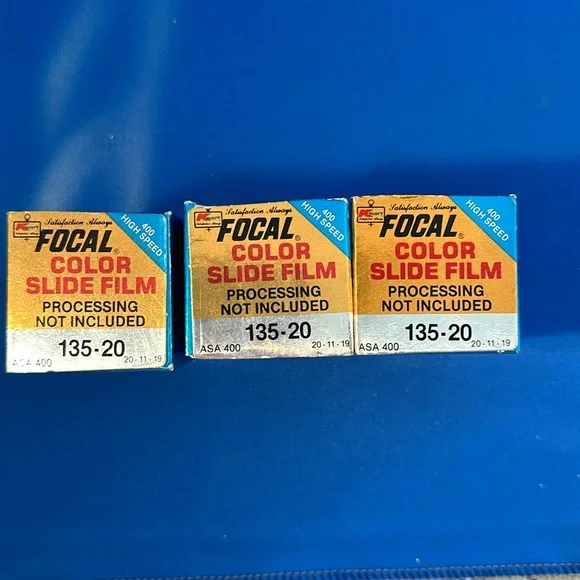 Satisfaction Always
Kmart
400
HIGH SPEED
FOCAL®
COLOR
SLIDE FILM
PROCESSING
NOT INCLUDED
135-20
ASA 400
20-11-19
Satisfaction Always
Kmart
400
HIGH SPEED
FOCAL®
COLOR
SLIDE FILM
PROCESSING
NOT INCLUDED
135-20
ASA 400
20-11-19
Satisfaction Always
Kmart
400
HIGH SPEED
FOCAL®
COLOR
SLIDE FILM
PROCESSING
NOT INCLUDED
135-20
ASA 400
20-11-19